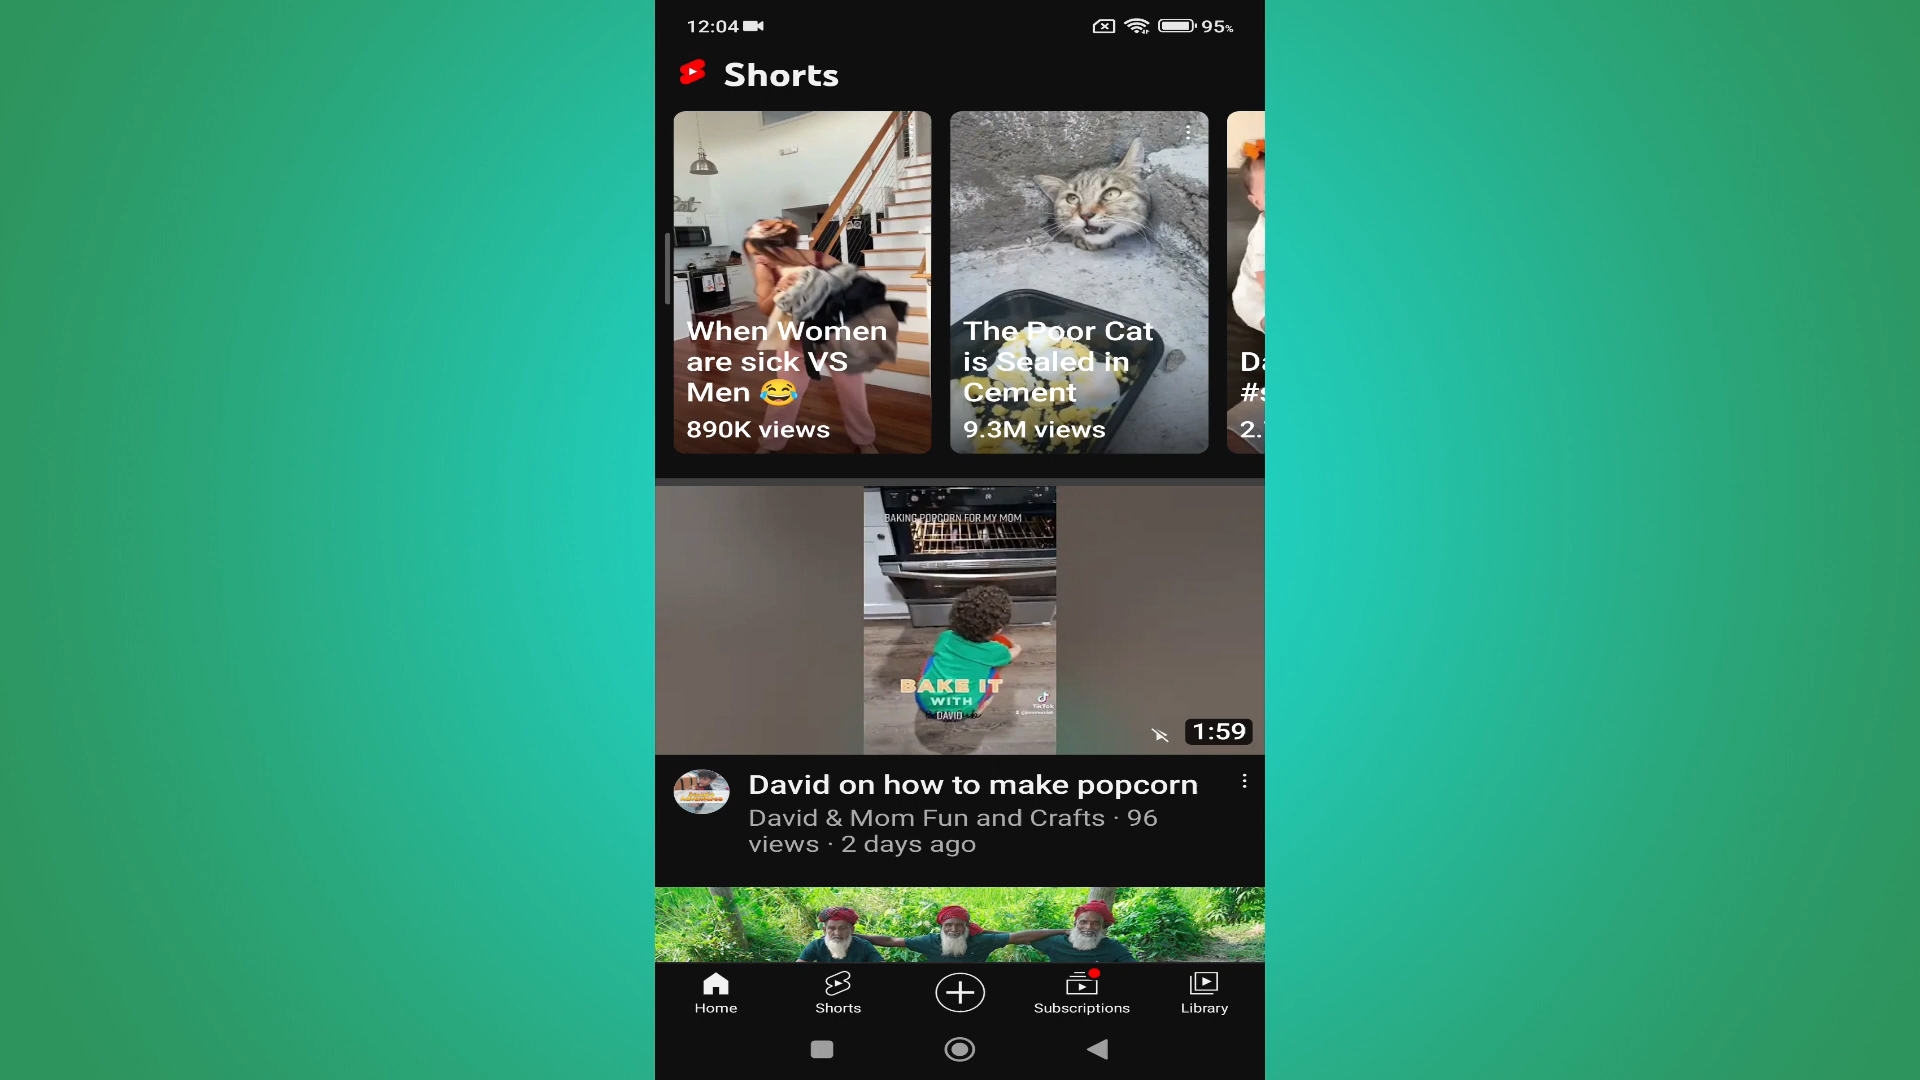 12:04
95%
Shorts
When Women
are sick VS
Men 😂
890K views
The Poor Cat
is Sealed in
Cement
9.3M views
2.
BAKING POPCORN FOR MY MOM
BAKE IT
WITH
DAVID
TikTok
1:59
David on how to make popcorn
David & Mom Fun and Crafts · 96
views · 2 days ago
Home
Shorts
Subscriptions
Library